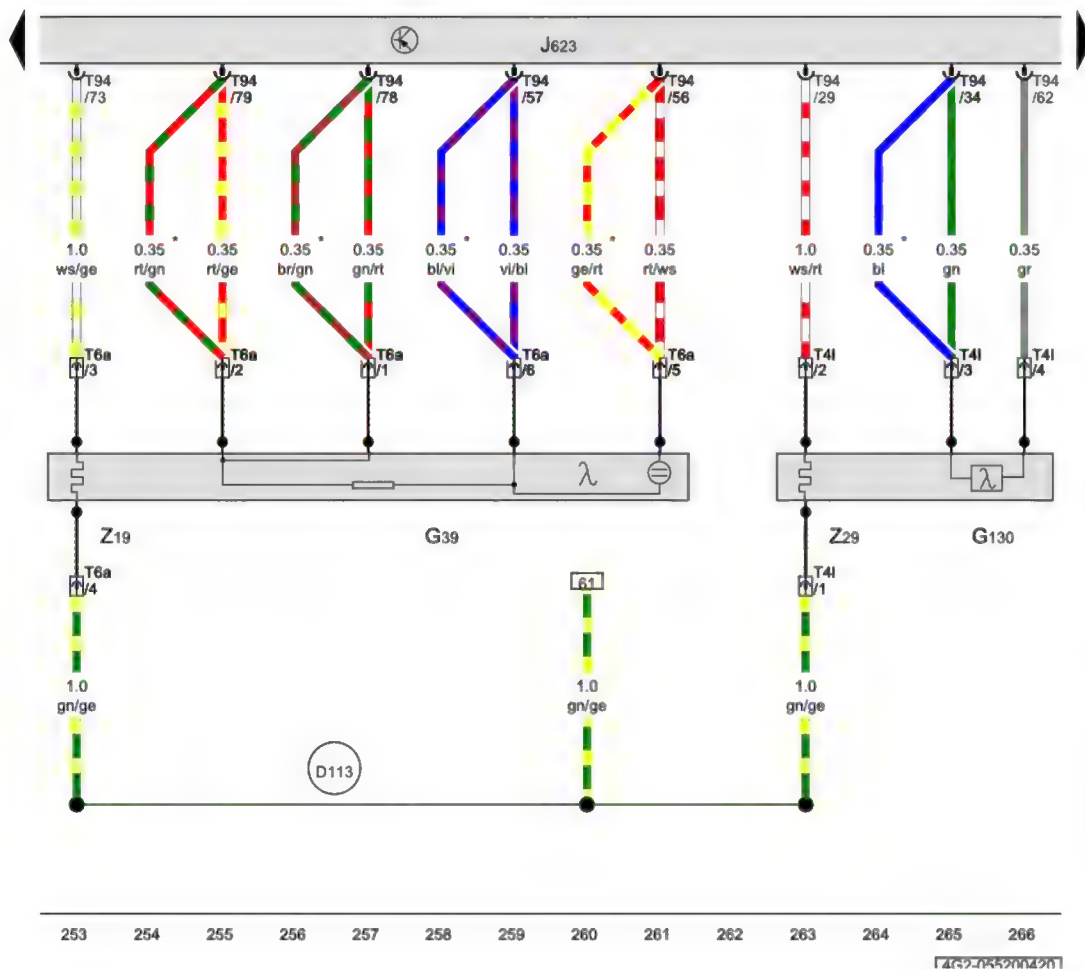 J623
T94 T94 T94 T94 T94 T94 T94 T94
/73 /79 /78 /57 /56 /29 /34 /62
1.0 0.35 * 0.35 0.35 * 0.35 0.35 * 0.35 0.35 * 0.35 1.0 0.35 * 0.35 0.35
ws/ge rt/gn rt/ge br/gn gn/rt bl/vi vi/bl ge/rt rt/ws ws/rt bl gn gr
T6a T6a T6a T6a T6a T4l T4l T4l
/3 /2 /1 /6 /5 /2 /3 /4
λ λ
Z19 G39 Z29 G130
T6a 61 T4l
/4 /1
1.0 1.0 1.0
gn/ge gn/ge gn/ge
D113
253 254 255 256 257 258 259 260 261 262 263 264 265 266
4G2-055200420